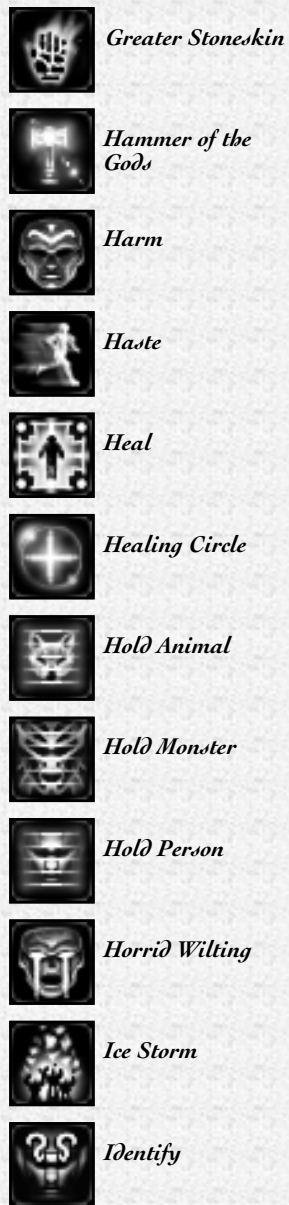 Greater Stoneskin
Hammer of the
Gods
Harm
Haste
Heal
Healing Circle
Hold Animal
Hold Monster
Hold Person
Horrid Wilting
Ice Storm
Identify